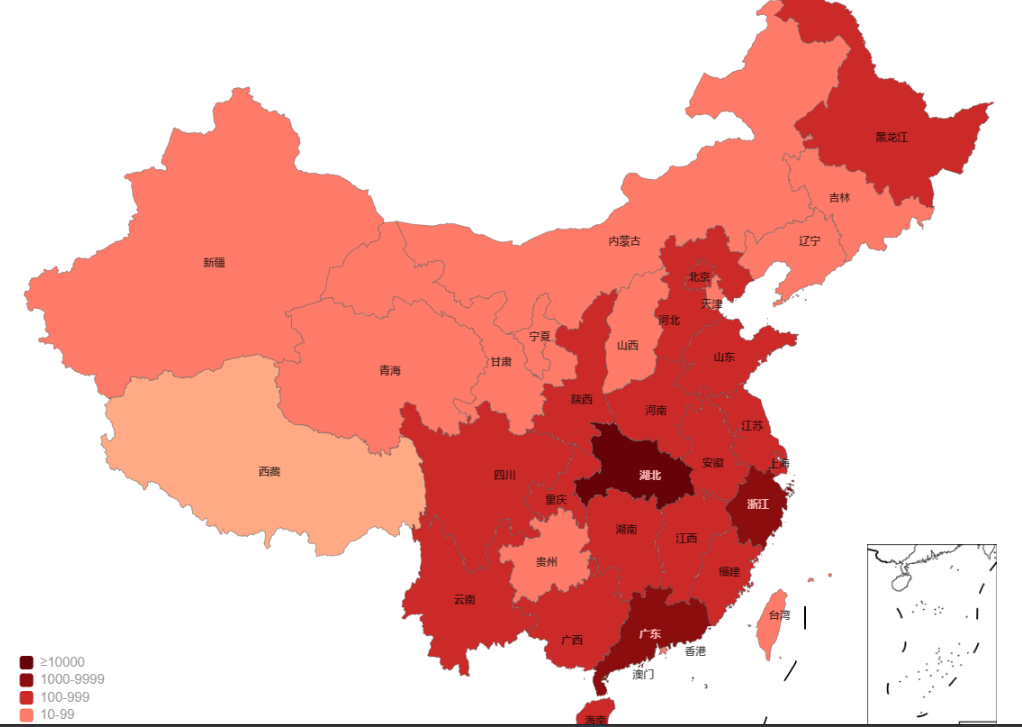 黑龙江
吉林
内蒙古
辽宁
新疆
北京
天津
河北
宁夏
山西
山东
甘肃
青海
陕西
河南
江苏
安徽
上海
西藏
四川
湖北
重庆
浙江
湖南
江西
贵州
福建
云南
台湾
广东
广西
香港
≥10000
澳门
1000-9999
100-999
10-99
海南